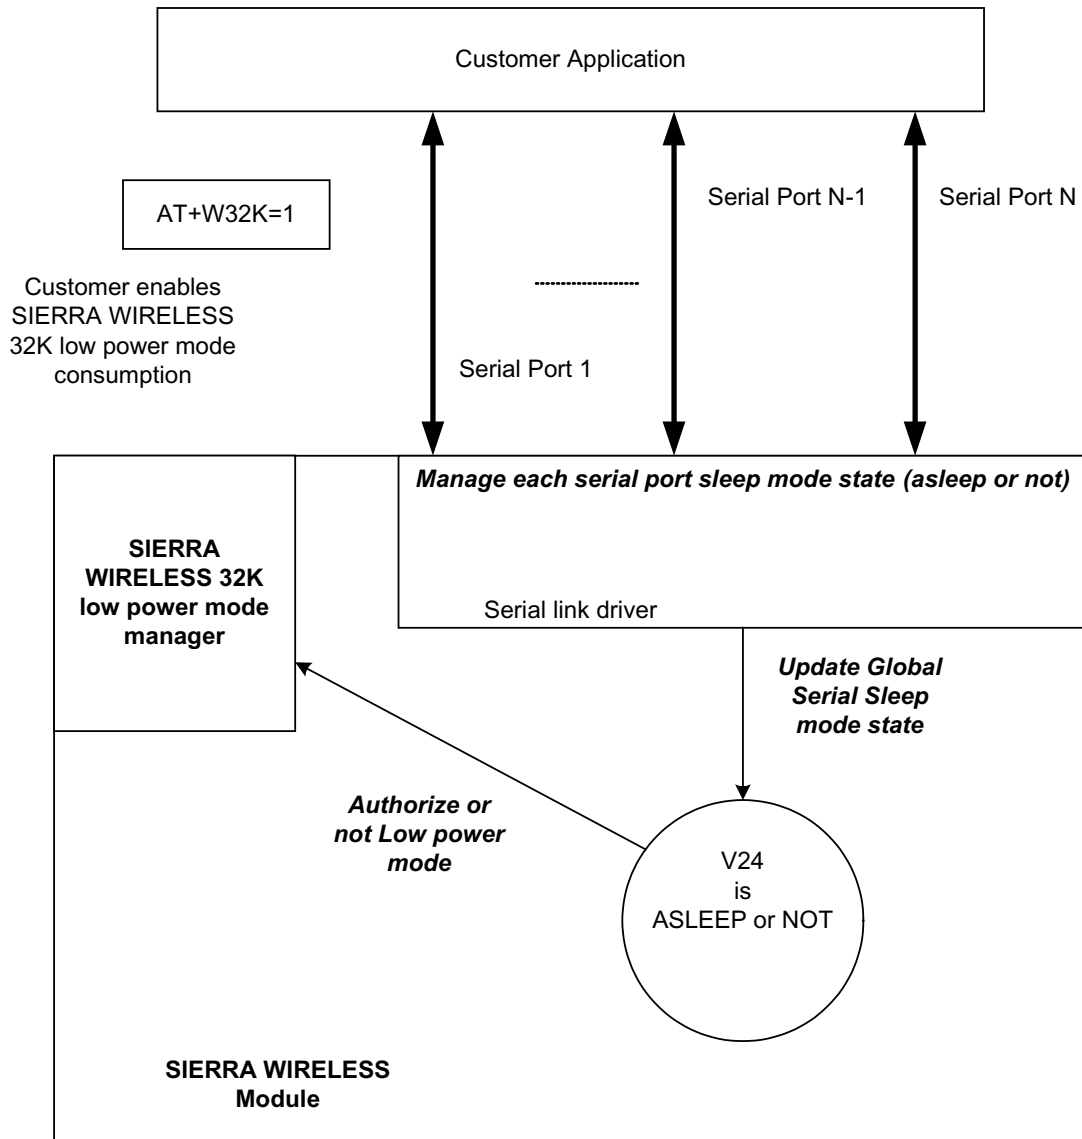 Customer Application
AT+W32K=1
Serial Port N-1
Serial Port N
Customer enables
SIERRA WIRELESS
32K low power mode
consumption
Serial Port 1
Manage each serial port sleep mode state (asleep or not)
SIERRA
WIRELESS 32K
low power mode
manager
Serial link driver
Update Global
Serial Sleep
mode state
Authorize or
not Low power
mode
V24
is
ASLEEP or NOT
SIERRA WIRELESS
Module